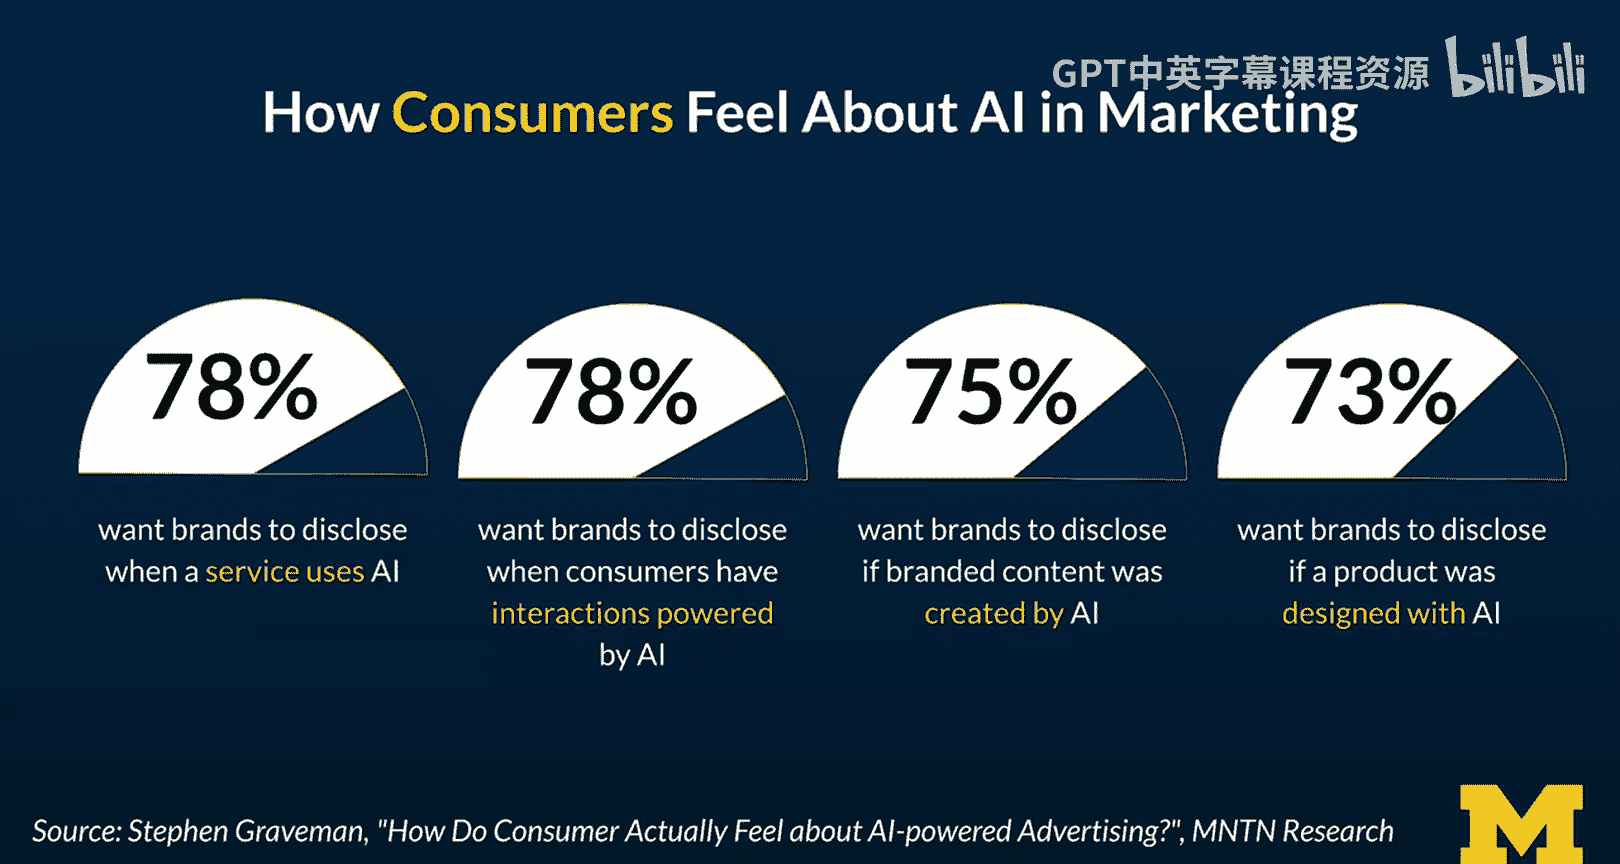 GPT中英字幕课程资源 bilibili
How Consumers Feel About AI in Marketing
78%
want brands to disclose
when a service uses AI
78%
want brands to disclose
when consumers have
interactions powered
by AI
75%
want brands to disclose
if branded content was
created by AI
73%
want brands to disclose
if a product was
designed with AI
Source: Stephen Graveman, "How Do Consumer Actually Feel about AI-powered Advertising?", MNTN Research
M